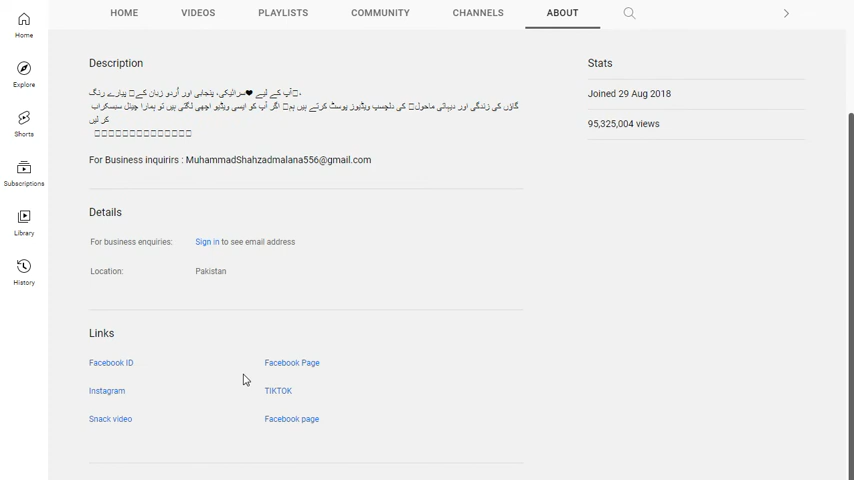 HOME VIDEOS PLAYLISTS COMMUNITY CHANNELS ABOUT
Home
Explore
Shorts
Subscriptions
Library
History
Description
آپ کے لیے ❤سرائیکی، پنجابی اور اُردو زبان کے پیارے رنگ،
گاؤں کی زندگی اور دیہاتی ماحول کی دلچسپ ویڈیوز پوسٹ کرتے ہیں ہم اگر آپ کو ایسی ویڈیو اچھی لگتی ہیں تو ہمارا چینل سبسکراب
کر لیں
For Business inquirirs : MuhammadShahzadmalana556@gmail.com
Details
For business enquiries: Sign in to see email address
Location: Pakistan
Links
Facebook ID Facebook Page
Instagram TIKTOK
Snack video Facebook page
Stats
Joined 29 Aug 2018
95,325,004 views